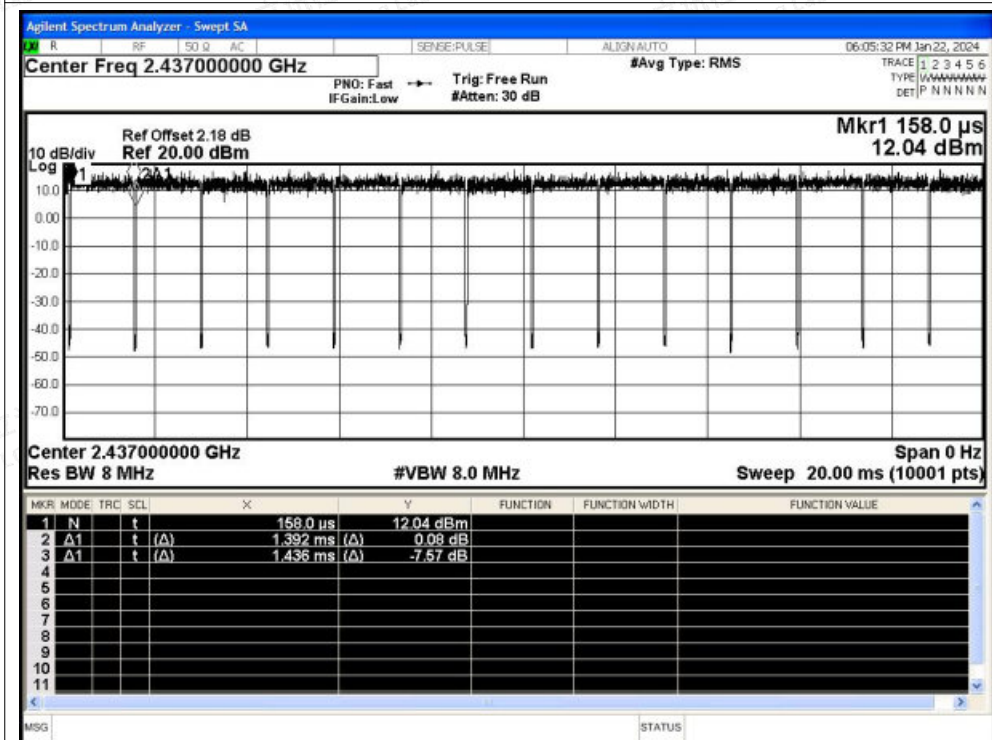 Agilent Spectrum Analyzer - Swept SA
R RF 50 Ω AC SENSE:PULSE ALIGN AUTO 06:05:32 PM Jan 22, 2024
Center Freq 2.437000000 GHz #Avg Type: RMS TRACE 1 2 3 4 5 6
PNO: Fast Trig: Free Run TYPE
IFGain:Low #Atten: 30 dB DET P N N N N N
Mkr1 158.0 µs
12.04 dBm
Ref Offset 2.18 dB
10 dB/div Ref 20.00 dBm
Log
1 2Δ1
10.0
0.00
-10.0
-20.0
-30.0
-40.0
-50.0
-60.0
-70.0
Center 2.437000000 GHz Span 0 Hz
Res BW 8 MHz #VBW 8.0 MHz Sweep 20.00 ms (10001 pts)
MKR MODE TRC SCL X Y FUNCTION FUNCTION WIDTH FUNCTION VALUE
1 N t 158.0 µs 12.04 dBm
2 Δ1 t (Δ) 1.392 ms (Δ) 0.08 dB
3 Δ1 t (Δ) 1.436 ms (Δ) -7.57 dB
4
5
6
7
8
9
10
11
MSG STATUS